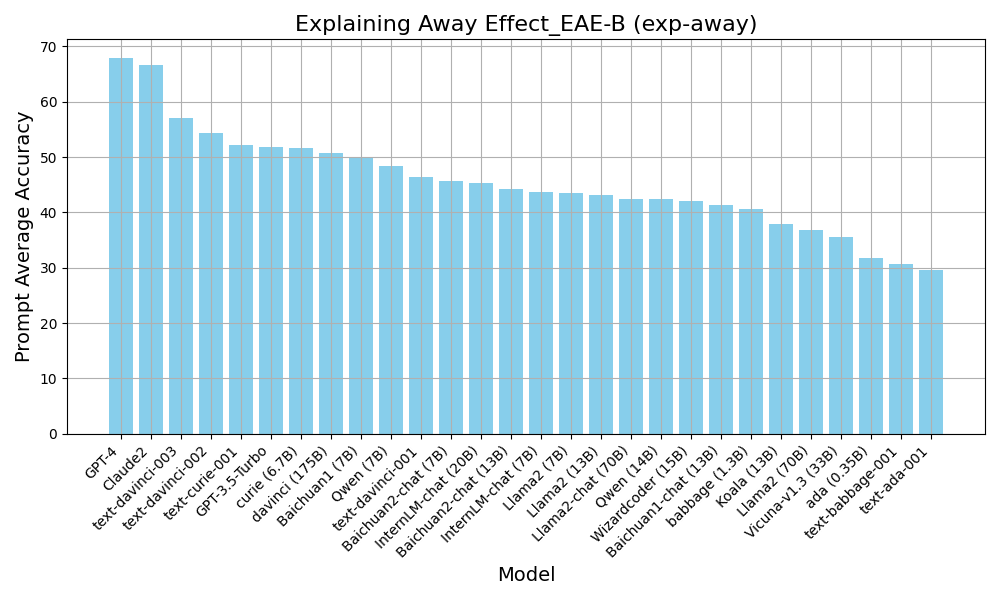 Explaining Away Effect_EAE-B (exp-away)
Prompt Average Accuracy
70
60
50
40
30
20
10
0
GPT-4
Claude2
text-davinci-003
text-davinci-002
text-curie-001
GPT-3.5-Turbo
curie (6.7B)
davinci (175B)
Baichuan1 (7B)
Qwen (7B)
text-davinci-001
Baichuan2-chat (7B)
InternLM-chat (20B)
Baichuan2-chat (13B)
InternLM-chat (7B)
Llama2 (7B)
Llama2 (13B)
Llama2-chat (70B)
Qwen (14B)
Wizardcoder (15B)
Baichuan1-chat (13B)
babbage (1.3B)
Koala (13B)
Llama2 (70B)
Vicuna-v1.3 (33B)
ada (0.35B)
text-babbage-001
text-ada-001
Model